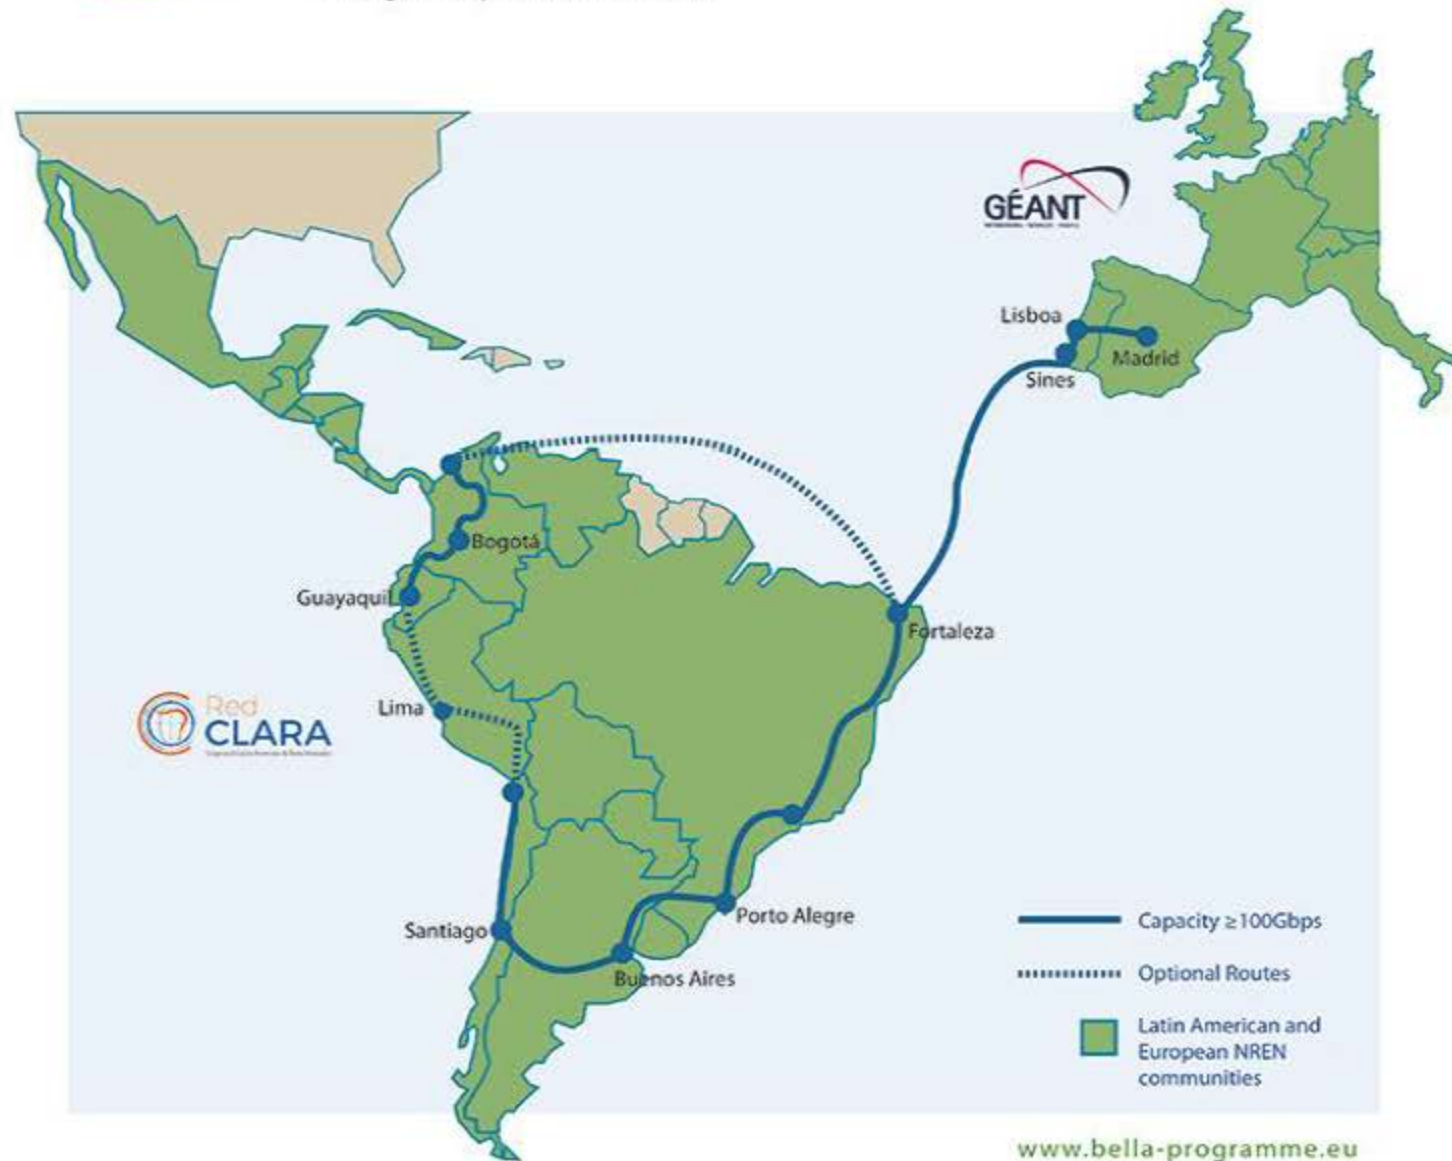 GÉANT
Lisboa
Madrid
Sines
Bogotá
Guayaquil
Fortaleza
Lima
Red
CLARA
Santiago
Porto Alegre
Buenos Aires
Capacity ≥100Gbps
Optional Routes
Latin American and
European NREN
communities
www.bella-programme.eu